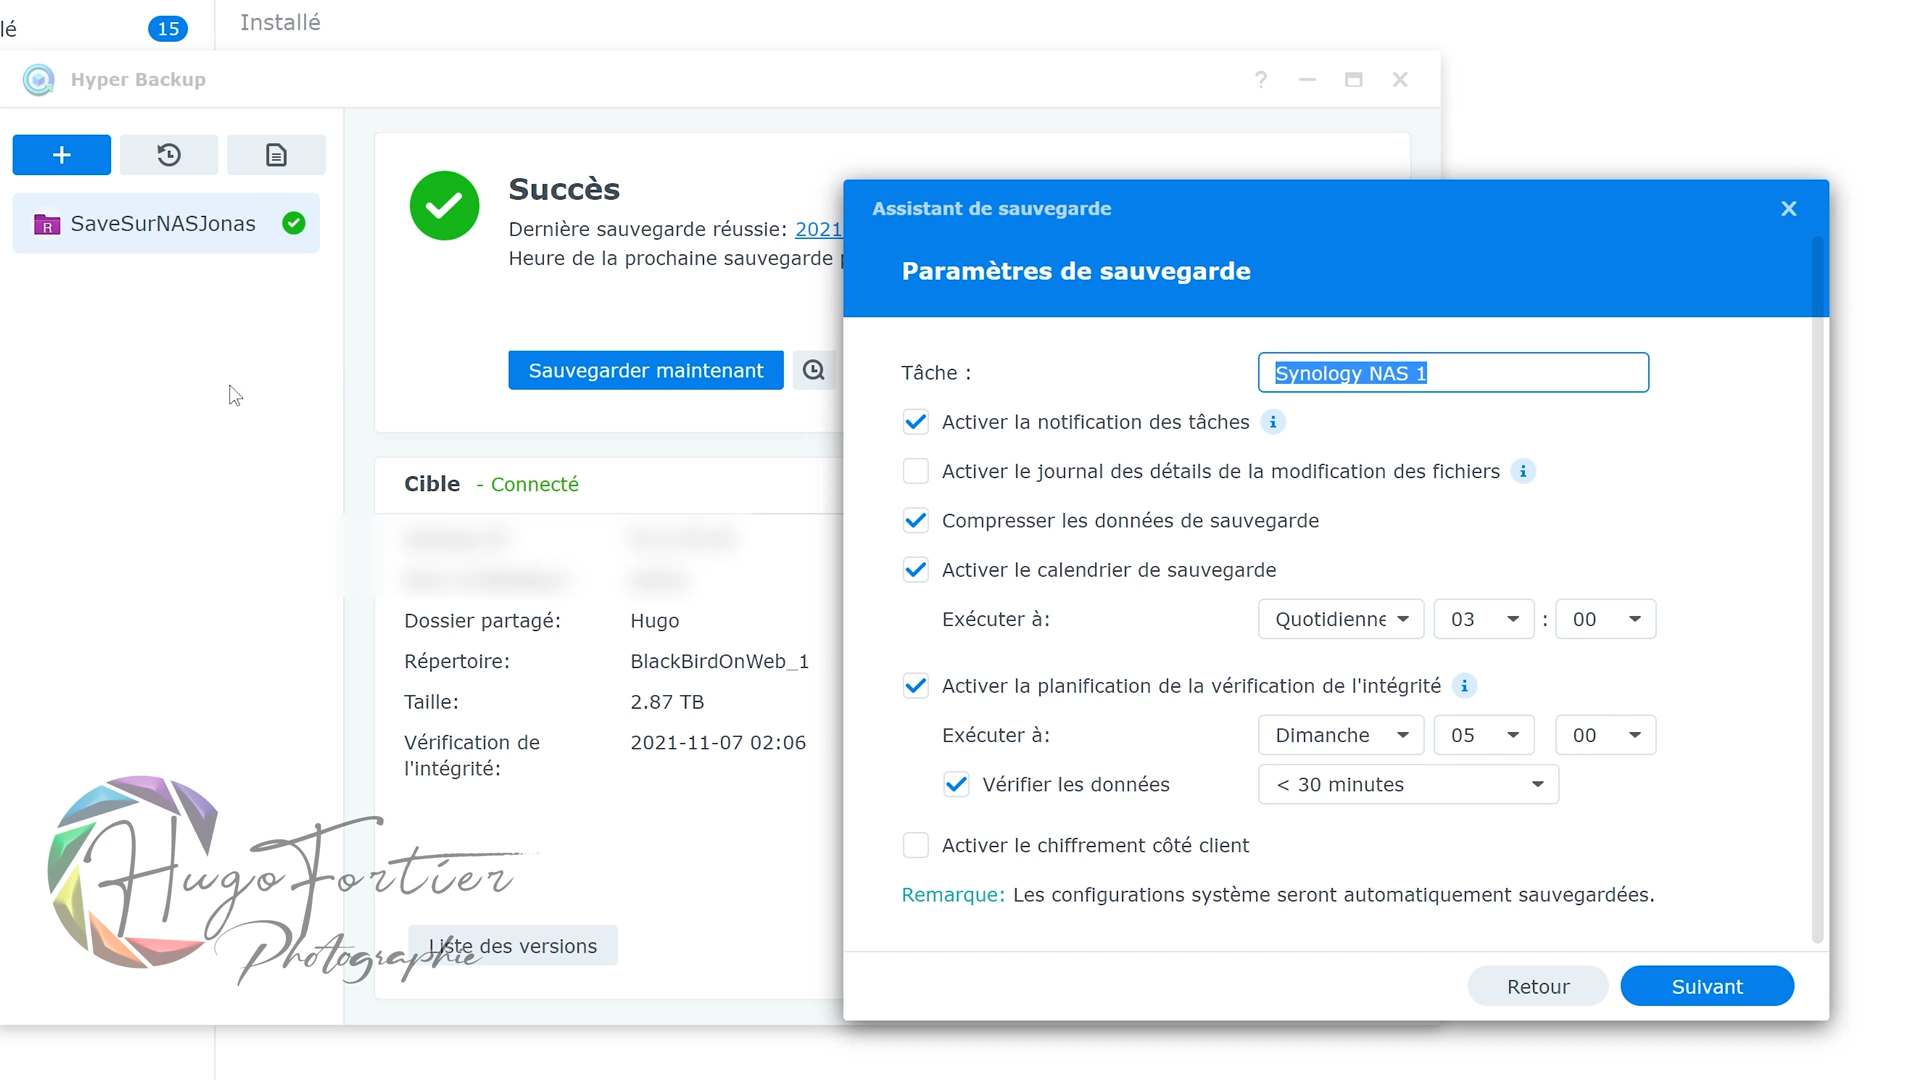 lé
15
Installé
Hyper Backup
SaveSurNASJonas
Succès
Dernière sauvegarde réussie: 2021
Heure de la prochaine sauvegarde
Sauvegarder maintenant
Cible - Connecté
Dossier partagé: Hugo
Répertoire: BlackBirdOnWeb_1
Taille: 2.87 TB
Vérification de l'intégrité: 2021-11-07 02:06
Liste des versions
Hugo Fortier
Photographie
Assistant de sauvegarde
Paramètres de sauvegarde
Tâche : Synology NAS 1
Activer la notification des tâches
Activer le journal des détails de la modification des fichiers
Compresser les données de sauvegarde
Activer le calendrier de sauvegarde
Exécuter à: Quotidienne 03 : 00
Activer la planification de la vérification de l'intégrité
Exécuter à: Dimanche 05 00
Vérifier les données < 30 minutes
Activer le chiffrement côté client
Remarque: Les configurations système seront automatiquement sauvegardées.
Retour
Suivant